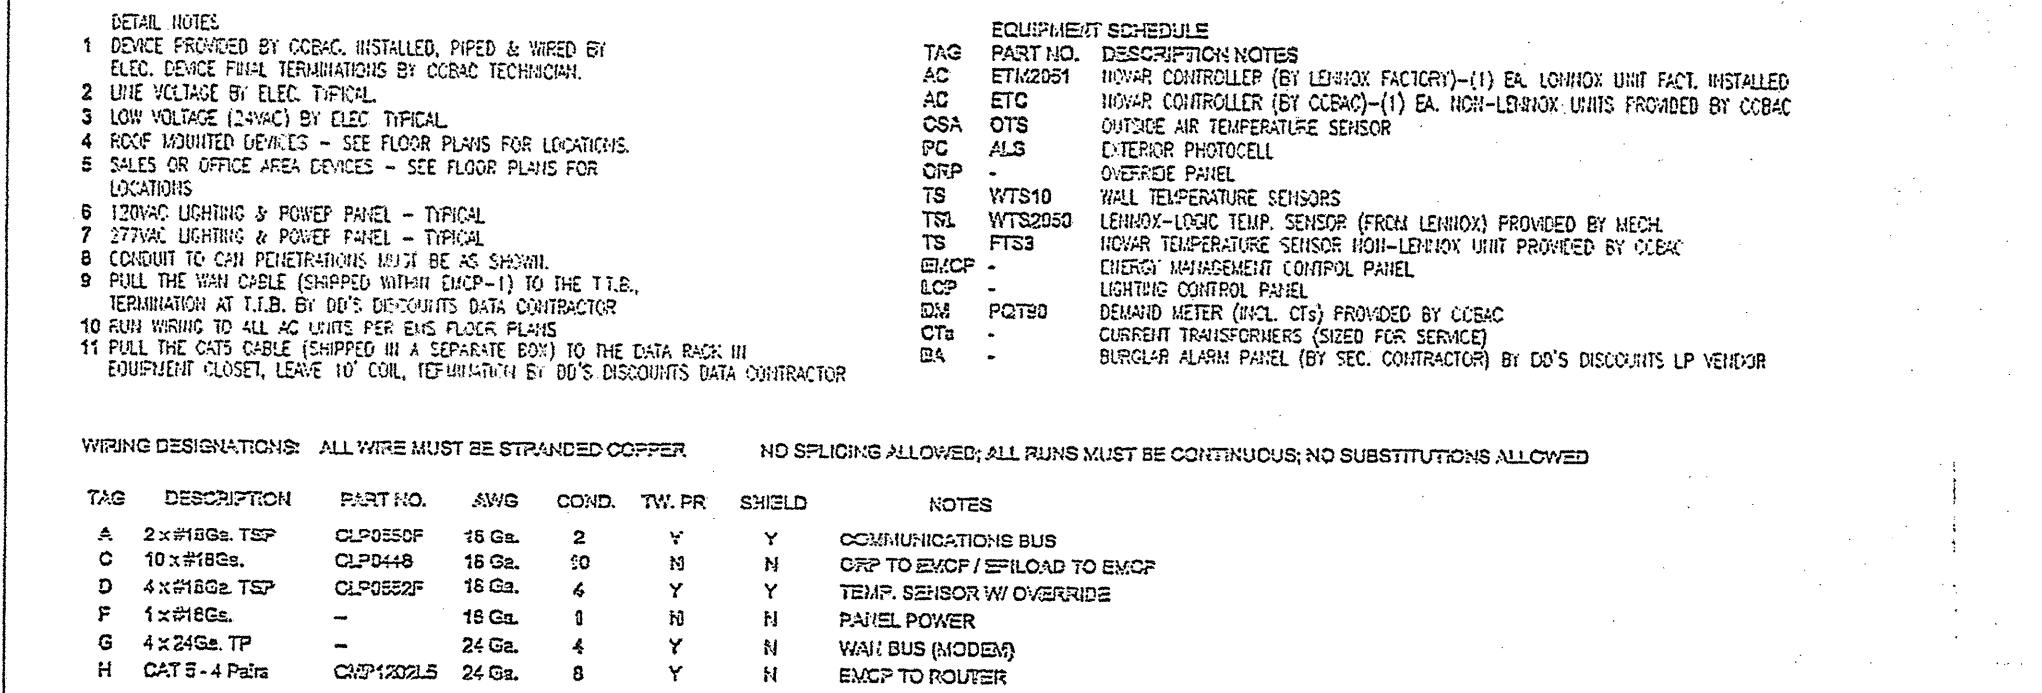 DETAIL NOTES
1 DEVICE PROVIDED BY CCBAC. INSTALLED, PIPED & WIRED BY
ELEC. DEVICE FINAL TERMINATIONS BY CCBAC TECHNICIAN.
2 LINE VOLTAGE BY ELEC. TYPICAL
3 LOW VOLTAGE (24VAC) BY ELEC. TYPICAL
4 ROOF MOUNTED DEVICES - SEE FLOOR PLANS FOR LOCATIONS.
5 SALES OR OFFICE AREA DEVICES - SEE FLOOR PLANS FOR
LOCATIONS
6 120VAC LIGHTING & POWER PANEL - TYPICAL
7 277VAC LIGHTING & POWER PANEL - TYPICAL
8 CONDUIT TO CAN PENETRATIONS MUST BE AS SHOWN.
9 PULL THE WAN CABLE (SHIPPED WITHIN EMCP-1) TO THE T.I.B.,
TERMINATION AT T.I.B. BY DD'S DISCOUNTS DATA CONTRACTOR
10 RUN WIRING TO ALL AC UNITS PER EMS FLOOR PLANS
11 PULL THE CAT5 CABLE (SHIPPED IN A SEPARATE BOX) TO THE DATA RACK IN
EQUIPMENT CLOSET, LEAVE 10' COIL, TERMINATION BY DD'S DISCOUNTS DATA CONTRACTOR
EQUIPMENT SCHEDULE
TAG PART NO. DESCRIPTION NOTES
AC ETM2051 NOVAR CONTROLLER (BY LENNOX FACTORY)-(1) EA. LONNOX UNIT FACT. INSTALLED
AC ETC NOVAR CONTROLLER (BY CCBAC)-(1) EA. NON-LENNOX UNITS PROVIDED BY CCBAC
OSA OTS OUTSIDE AIR TEMPERATURE SENSOR
PC ALS EXTERIOR PHOTOCELL
ORP - OVERRIDE PANEL
TS WTS10 WALL TEMPERATURE SENSORS
TSL WTS2050 LENNOX-LOGIC TEMP. SENSOR (FROM LENNOX) PROVIDED BY MECH.
TS FTS3 NOVAR TEMPERATURE SENSOR NON-LENNOX UNIT PROVIDED BY CCBAC
EMCP - ENERGY MANAGEMENT CONTROL PANEL
LCP - LIGHTING CONTROL PANEL
DM PQT90 DEMAND METER (INCL. CTs) PROVIDED BY CCBAC
CTs - CURRENT TRANSFORMERS (SIZED FOR SERVICE)
BA - BURGLAR ALARM PANEL (BY SEC. CONTRACTOR) BY DD'S DISCOUNTS LP VENDOR
WIRING DESIGNATIONS: ALL WIRE MUST BE STRANDED COPPER NO SPLICING ALLOWED; ALL RUNS MUST BE CONTINUOUS; NO SUBSTITUTIONS ALLOWED
TAG DESCRIPTION PART NO. AWG COND. TW. PR SHIELD NOTES
A 2 x #18Ga. TSP CLP0550F 18 Ga. 2 Y Y COMMUNICATIONS BUS
C 10 x #18Ga. CLP0448 18 Ga. 10 N N ORP TO EMCP / EPILOAD TO EMCP
D 4 x #18Ga. TSP CLP0552F 18 Ga. 4 Y Y TEMP. SENSOR W/ OVERRIDE
F 1 x #18Ga. - 18 Ga. 1 N N PANEL POWER
G 4 x 24Ga. TP - 24 Ga. 4 Y N WAN BUS (MODEM)
H CAT 5 - 4 Pairs CMP1202L5 24 Ga. 8 Y N EMCP TO ROUTER